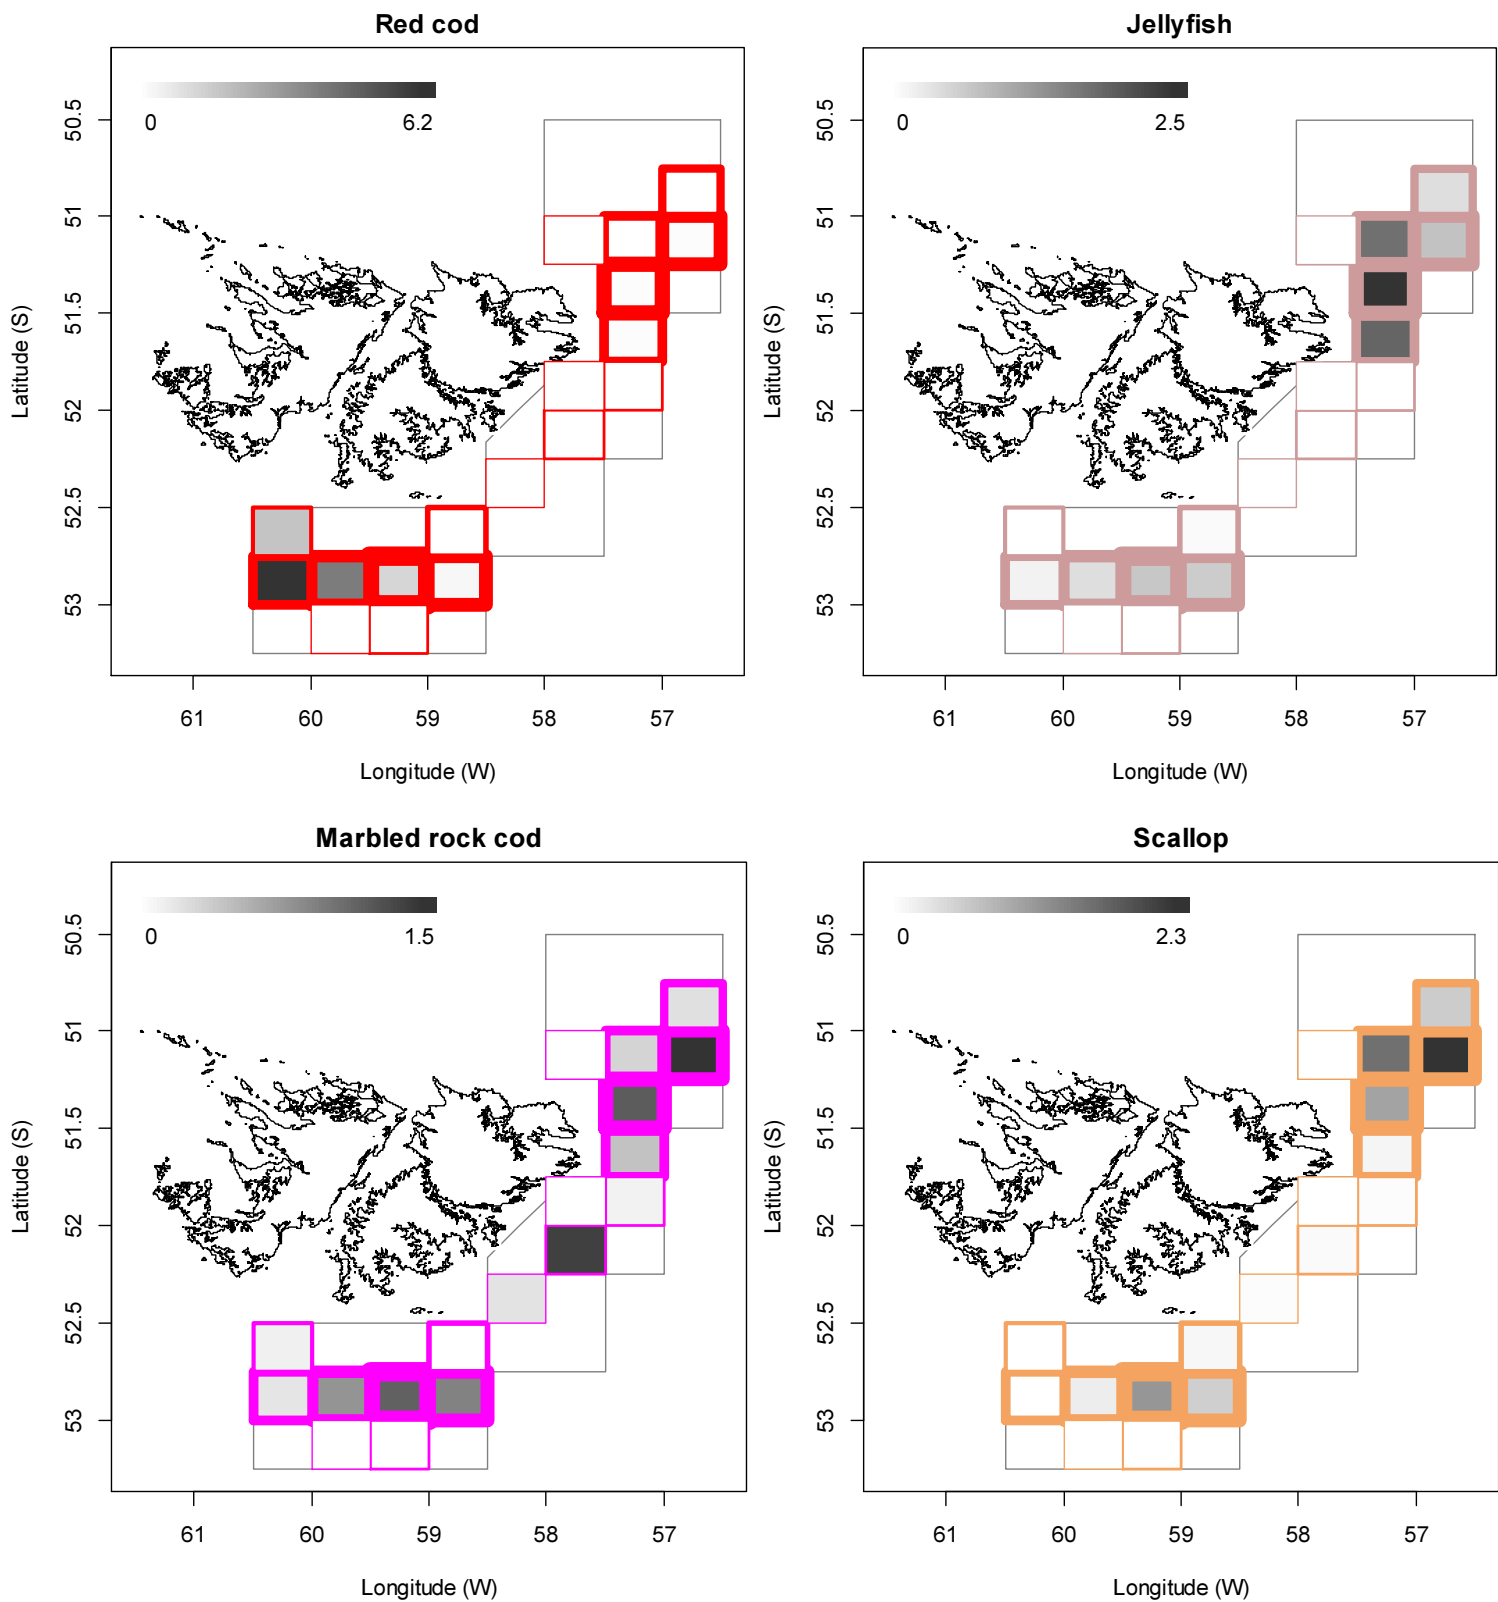 Red cod
0 6.2
50.5
51
51.5
52
52.5
53
Latitude (S)
61 60 59 58 57
Longitude (W)
Jellyfish
0 2.5
50.5
51
51.5
52
52.5
53
Latitude (S)
61 60 59 58 57
Longitude (W)
Marbled rock cod
0 1.5
50.5
51
51.5
52
52.5
53
Latitude (S)
61 60 59 58 57
Longitude (W)
Scallop
0 2.3
50.5
51
51.5
52
52.5
53
Latitude (S)
61 60 59 58 57
Longitude (W)